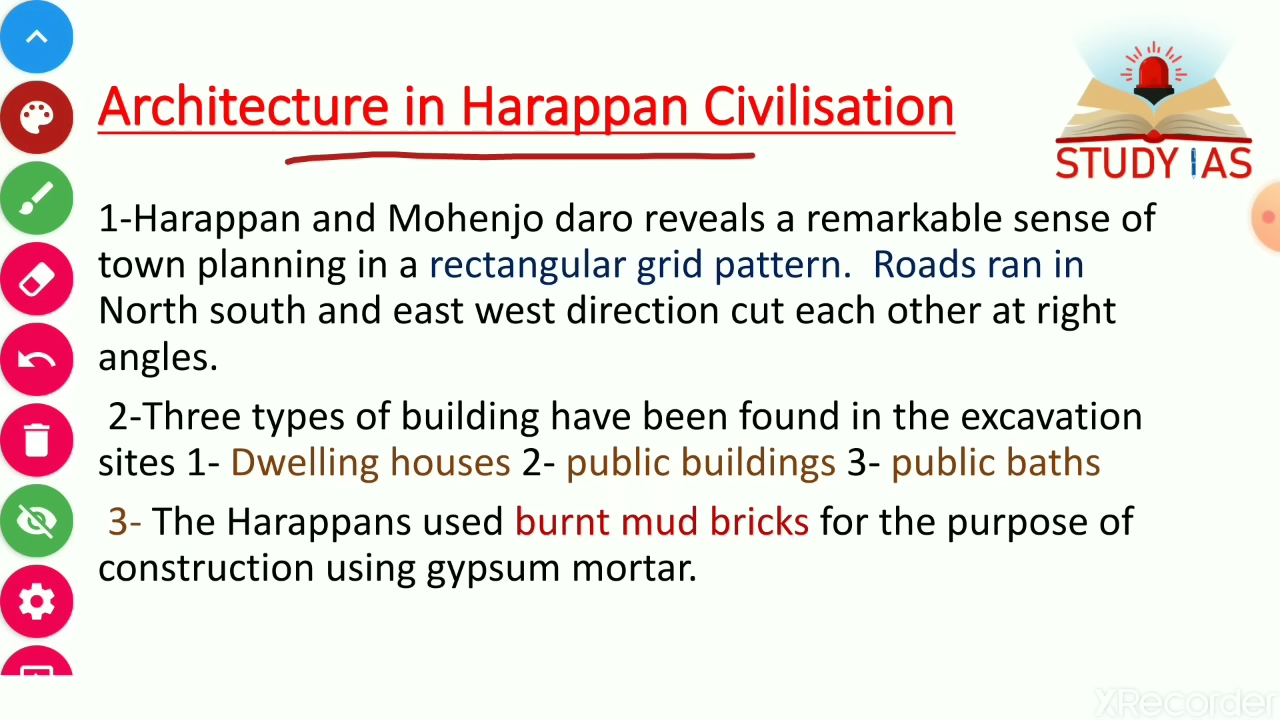 Architecture in Harappan Civilisation
STUDY IAS
1-Harappan and Mohenjo daro reveals a remarkable sense of
town planning in a rectangular grid pattern.  Roads ran in
North south and east west direction cut each other at right
angles.
2-Three types of building have been found in the excavation
sites 1- Dwelling houses 2- public buildings 3- public baths
3- The Harappans used burnt mud bricks for the purpose of
construction using gypsum mortar.
XRecorder